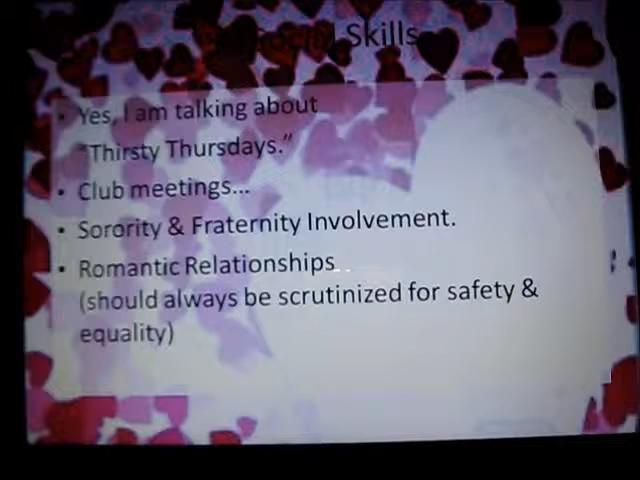 Skills
• Yes, I am talking about
"Thirsty Thursdays."
• Club meetings...
• Sorority & Fraternity Involvement.
• Romantic Relationships
(should always be scrutinized for safety &
equality)